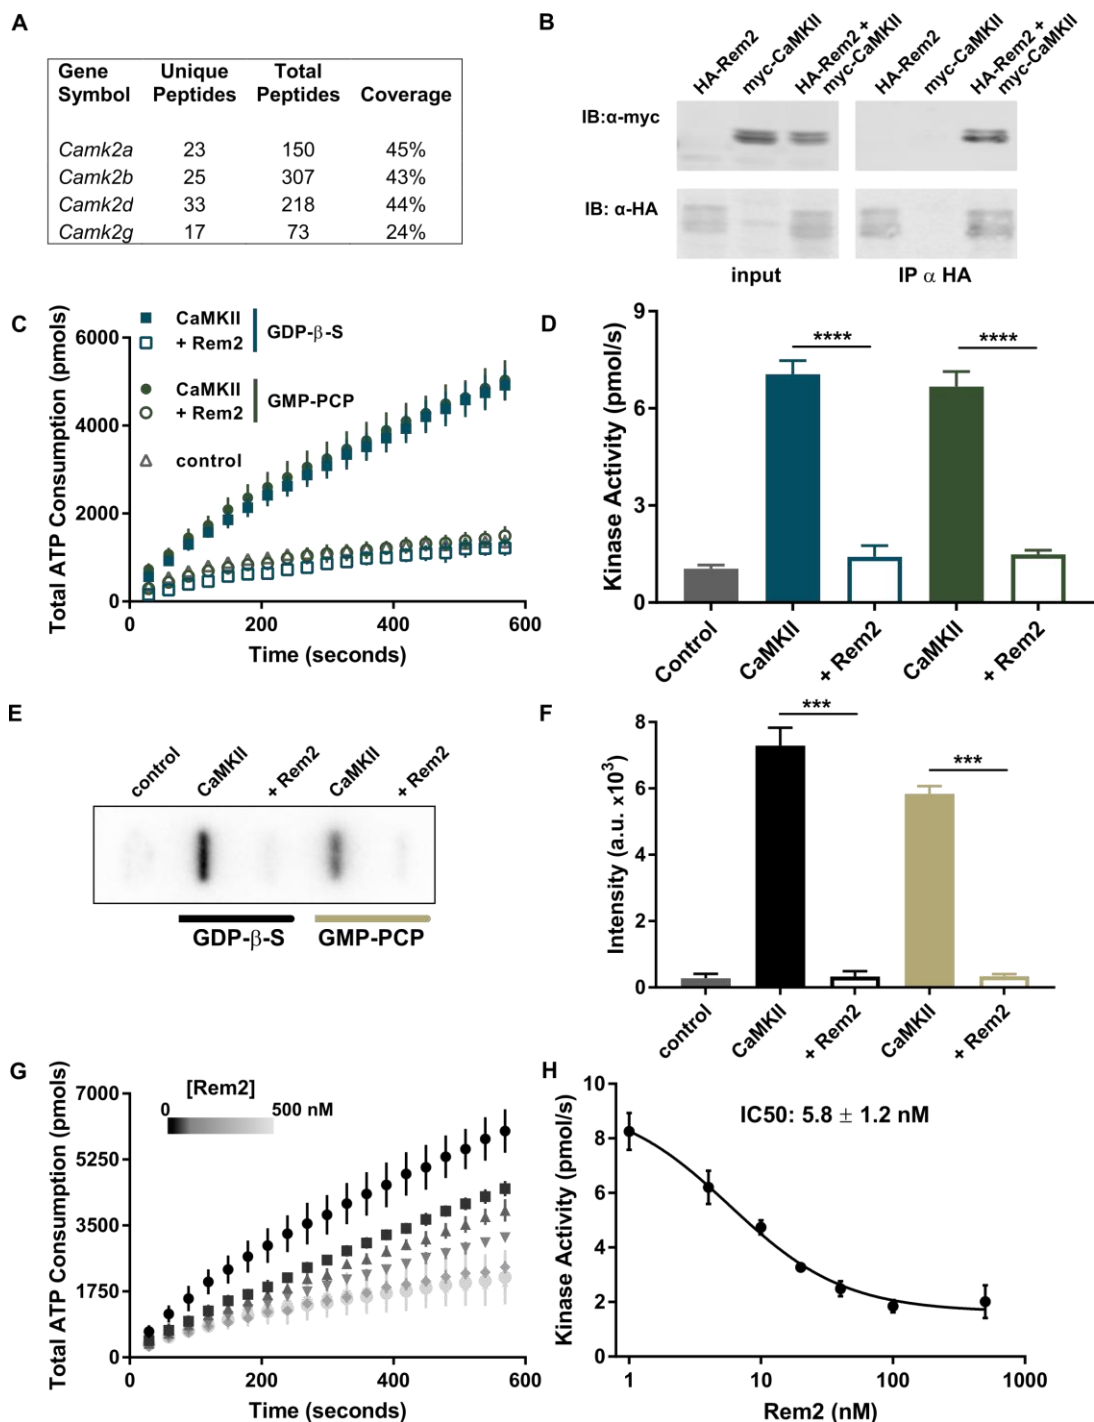 A
Gene Symbol Unique Peptides Total Peptides Coverage
Camk2a 23 150 45%
Camk2b 25 307 43%
Camk2d 33 218 44%
Camk2g 17 73 24%
B
HA-Rem2 myc-CaMKII HA-Rem2 + myc-CaMKII HA-Rem2 myc-CaMKII HA-Rem2 + myc-CaMKII
IB:α-myc
IB: α-HA
input IP α HA
C
Total ATP Consumption (pmols)
6000
4000
2000
0
0 200 400 600
Time (seconds)
CaMKII
+ Rem2
GDP-β-S
CaMKII
+ Rem2
GMP-PCP
control
D
Kinase Activity (pmol/s)
9
6
3
0
**** ****
Control CaMKII + Rem2 CaMKII + Rem2
E
control CaMKII + Rem2 CaMKII + Rem2
GDP-β-S GMP-PCP
F
Intensity (a.u. x10³)
8
6
4
2
0
*** ***
control CaMKII + Rem2 CaMKII + Rem2
G
Total ATP Consumption (pmols)
7000
5250
3500
1750
0
0 200 400 600
Time (seconds)
[Rem2]
0 500 nM
H
Kinase Activity (pmol/s)
10
8
6
4
2
0
1 10 100 1000
Rem2 (nM)
IC50: 5.8 ± 1.2 nM